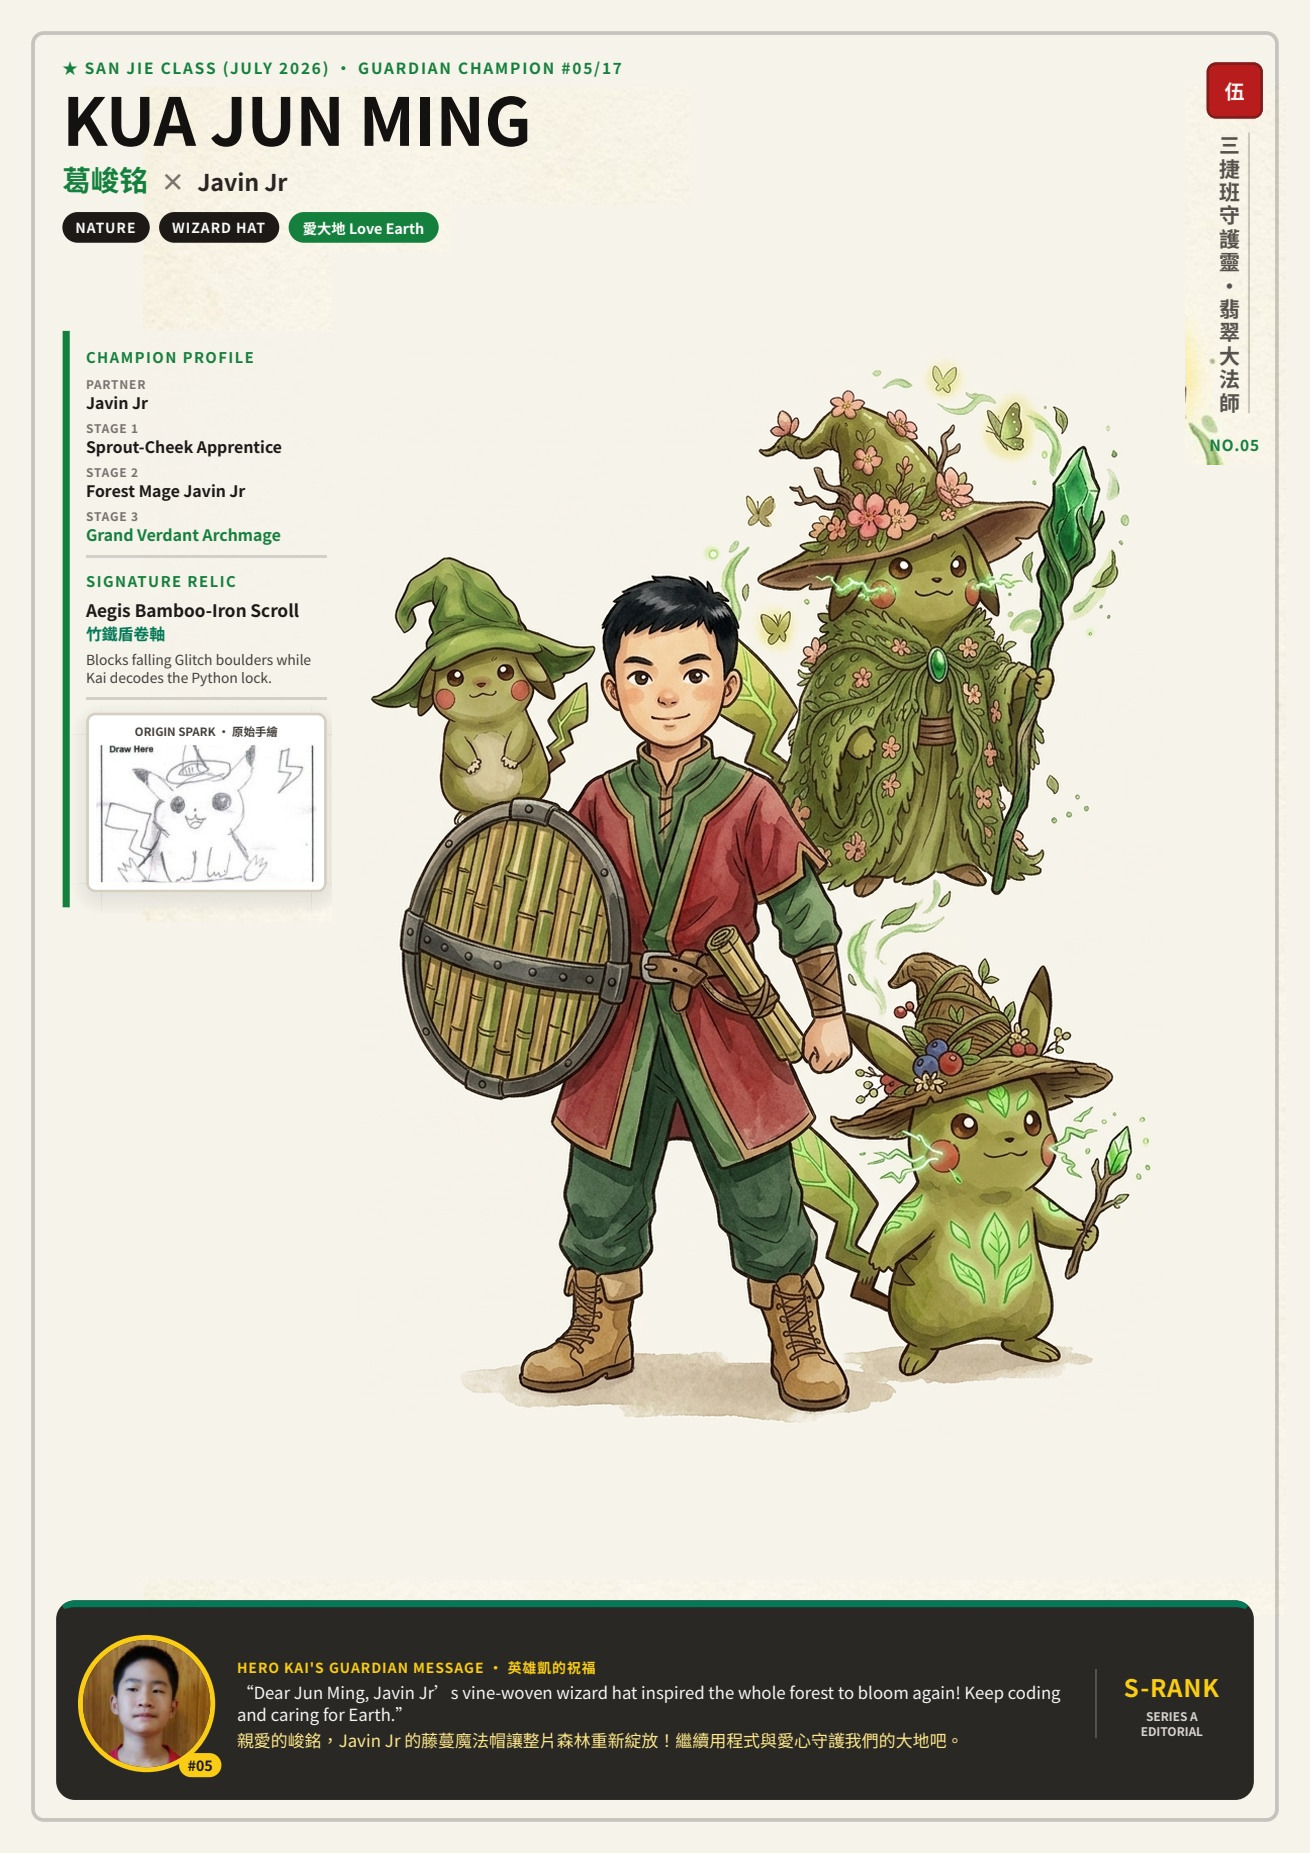 ★ SAN JIE CLASS (JULY 2026) • GUARDIAN CHAMPION #05/17
KUA JUN MING
葛峻铭 × Javin Jr
NATURE
WIZARD HAT
愛大地 Love Earth
伍
三捷班守護靈・翡翠大法師
NO.05
CHAMPION PROFILE
PARTNER
Javin Jr
STAGE 1
Sprout-Cheek Apprentice
STAGE 2
Forest Mage Javin Jr
STAGE 3
Grand Verdant Archmage
SIGNATURE RELIC
Aegis Bamboo-Iron Scroll
竹鐵盾卷軸
Blocks falling Glitch boulders while
Kai decodes the Python lock.
ORIGIN SPARK • 原始手繪
Draw Here
HERO KAI'S GUARDIAN MESSAGE • 英雄凱的祝福
“Dear Jun Ming, Javin Jr’s vine-woven wizard hat inspired the whole forest to bloom again! Keep coding
and caring for Earth.”
親愛的峻銘，Javin Jr 的藤蔓魔法帽讓整片森林重新綻放！繼續用程式與愛心守護我們的大地吧。
#05
S-RANK
SERIES A
EDITORIAL